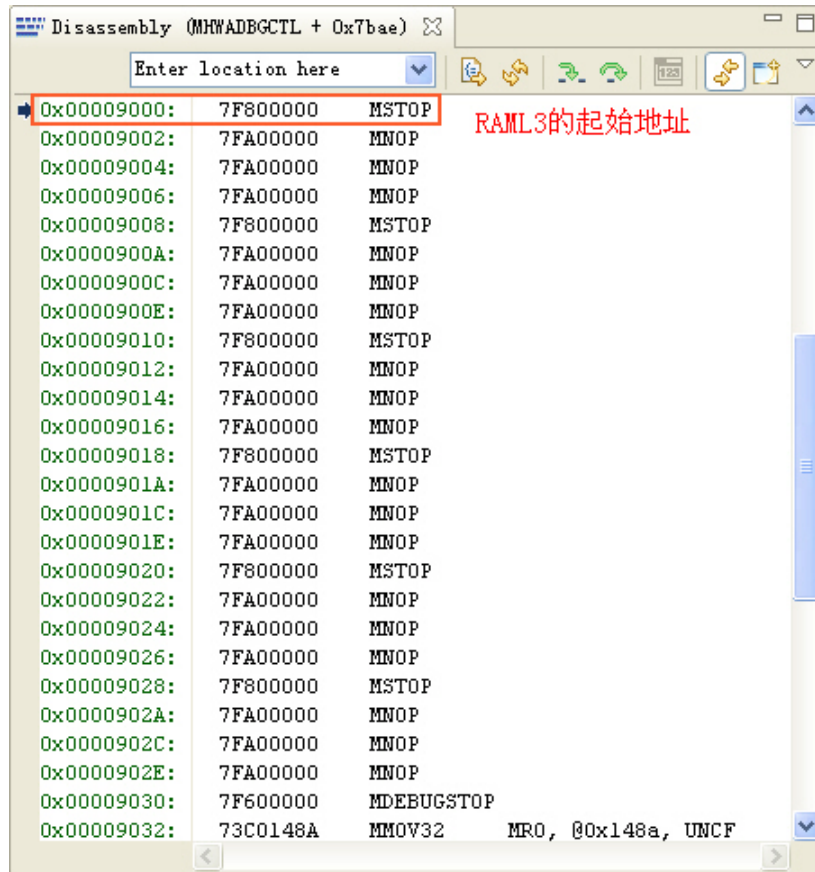 Disassembly (MHWADBGCTL + 0x7bae)
Enter location here
0x00009000: 7F800000 MSTOP
RAML3的起始地址
0x00009002: 7FA00000 MNOP
0x00009004: 7FA00000 MNOP
0x00009006: 7FA00000 MNOP
0x00009008: 7F800000 MSTOP
0x0000900A: 7FA00000 MNOP
0x0000900C: 7FA00000 MNOP
0x0000900E: 7FA00000 MNOP
0x00009010: 7F800000 MSTOP
0x00009012: 7FA00000 MNOP
0x00009014: 7FA00000 MNOP
0x00009016: 7FA00000 MNOP
0x00009018: 7F800000 MSTOP
0x0000901A: 7FA00000 MNOP
0x0000901C: 7FA00000 MNOP
0x0000901E: 7FA00000 MNOP
0x00009020: 7F800000 MSTOP
0x00009022: 7FA00000 MNOP
0x00009024: 7FA00000 MNOP
0x00009026: 7FA00000 MNOP
0x00009028: 7F800000 MSTOP
0x0000902A: 7FA00000 MNOP
0x0000902C: 7FA00000 MNOP
0x0000902E: 7FA00000 MNOP
0x00009030: 7F600000 MDEBUGSTOP
0x00009032: 73C0148A MMOV32 MR0, @0x148a, UNCF